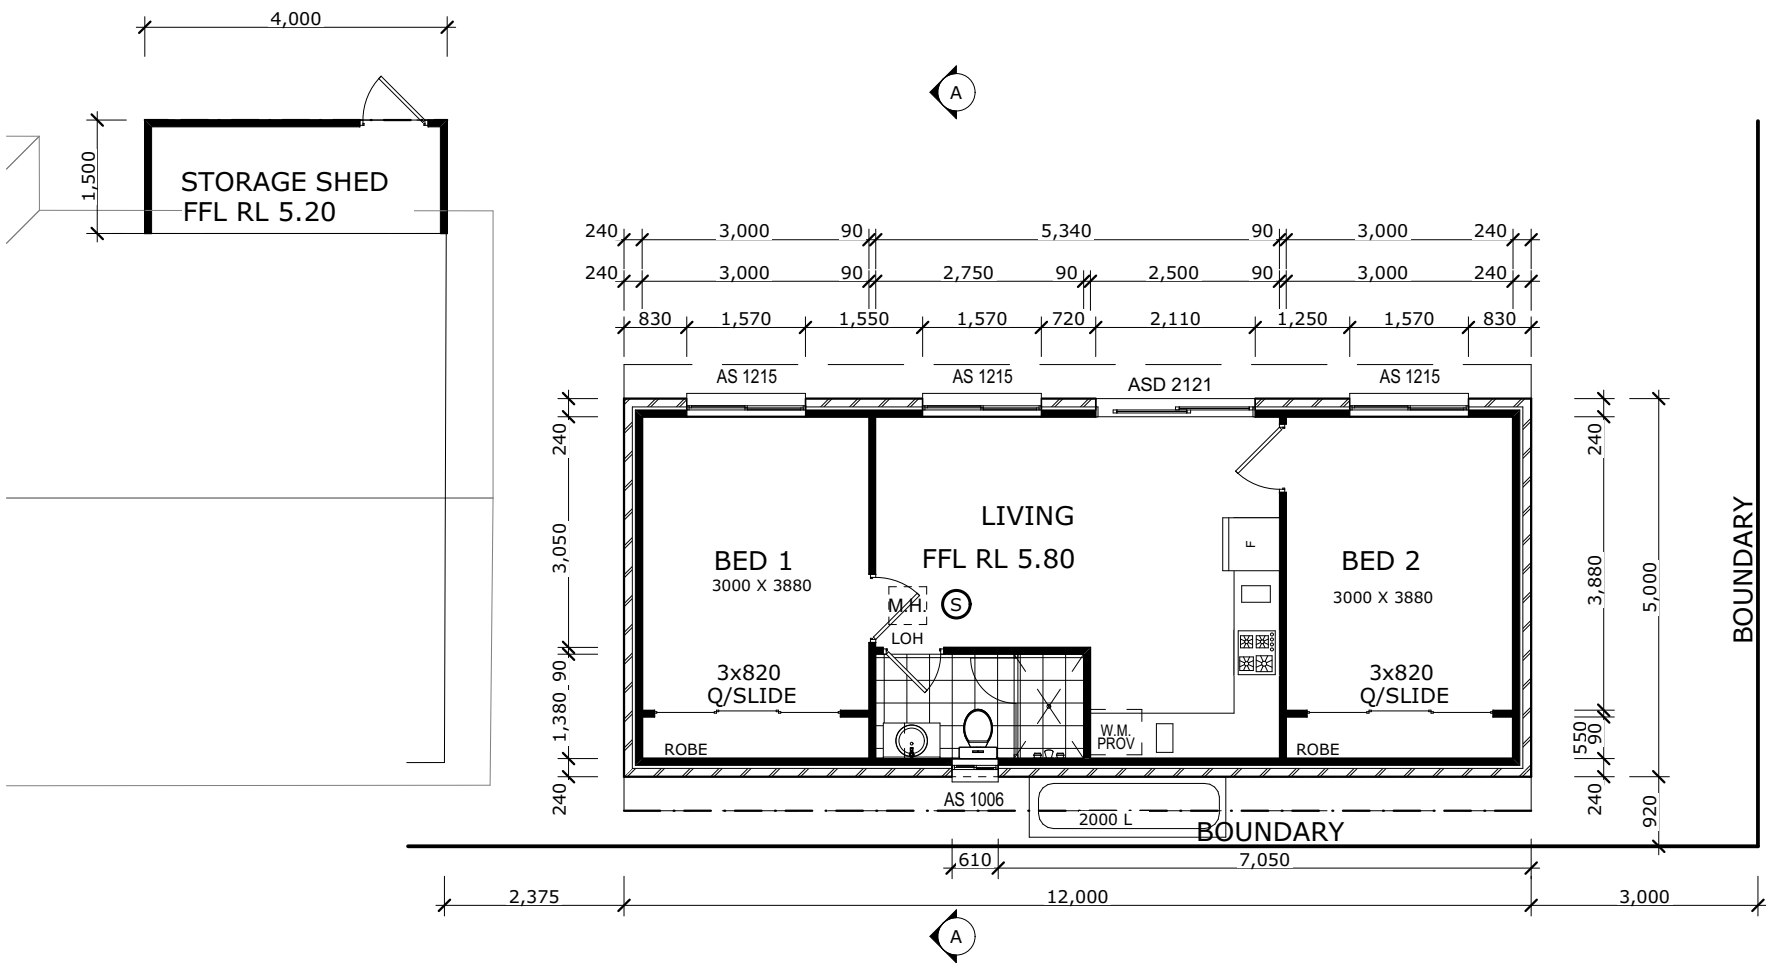 4,000
A
1,500
STORAGE SHED
FFL RL 5.20
240 3,000 90 5,340 90 3,000 240
240 3,000 90 2,750 90 2,500 90 3,000 240
830 1,570 1,550 1,570 720 2,110 1,250 1,570 830
AS 1215 AS 1215 ASD 2121 AS 1215
240
3,050
90
1,380
240
LIVING
FFL RL 5.80
BED 1
3000 X 3880
BED 2
3000 X 3880
F
M.H.
S
LOH
3x820
Q/SLIDE
3x820
Q/SLIDE
W.M.
PROV
ROBE
ROBE
240
3,880
90
550
240
5,000
920
BOUNDARY
AS 1006
2000 L
BOUNDARY
610 7,050
2,375 12,000 3,000
A